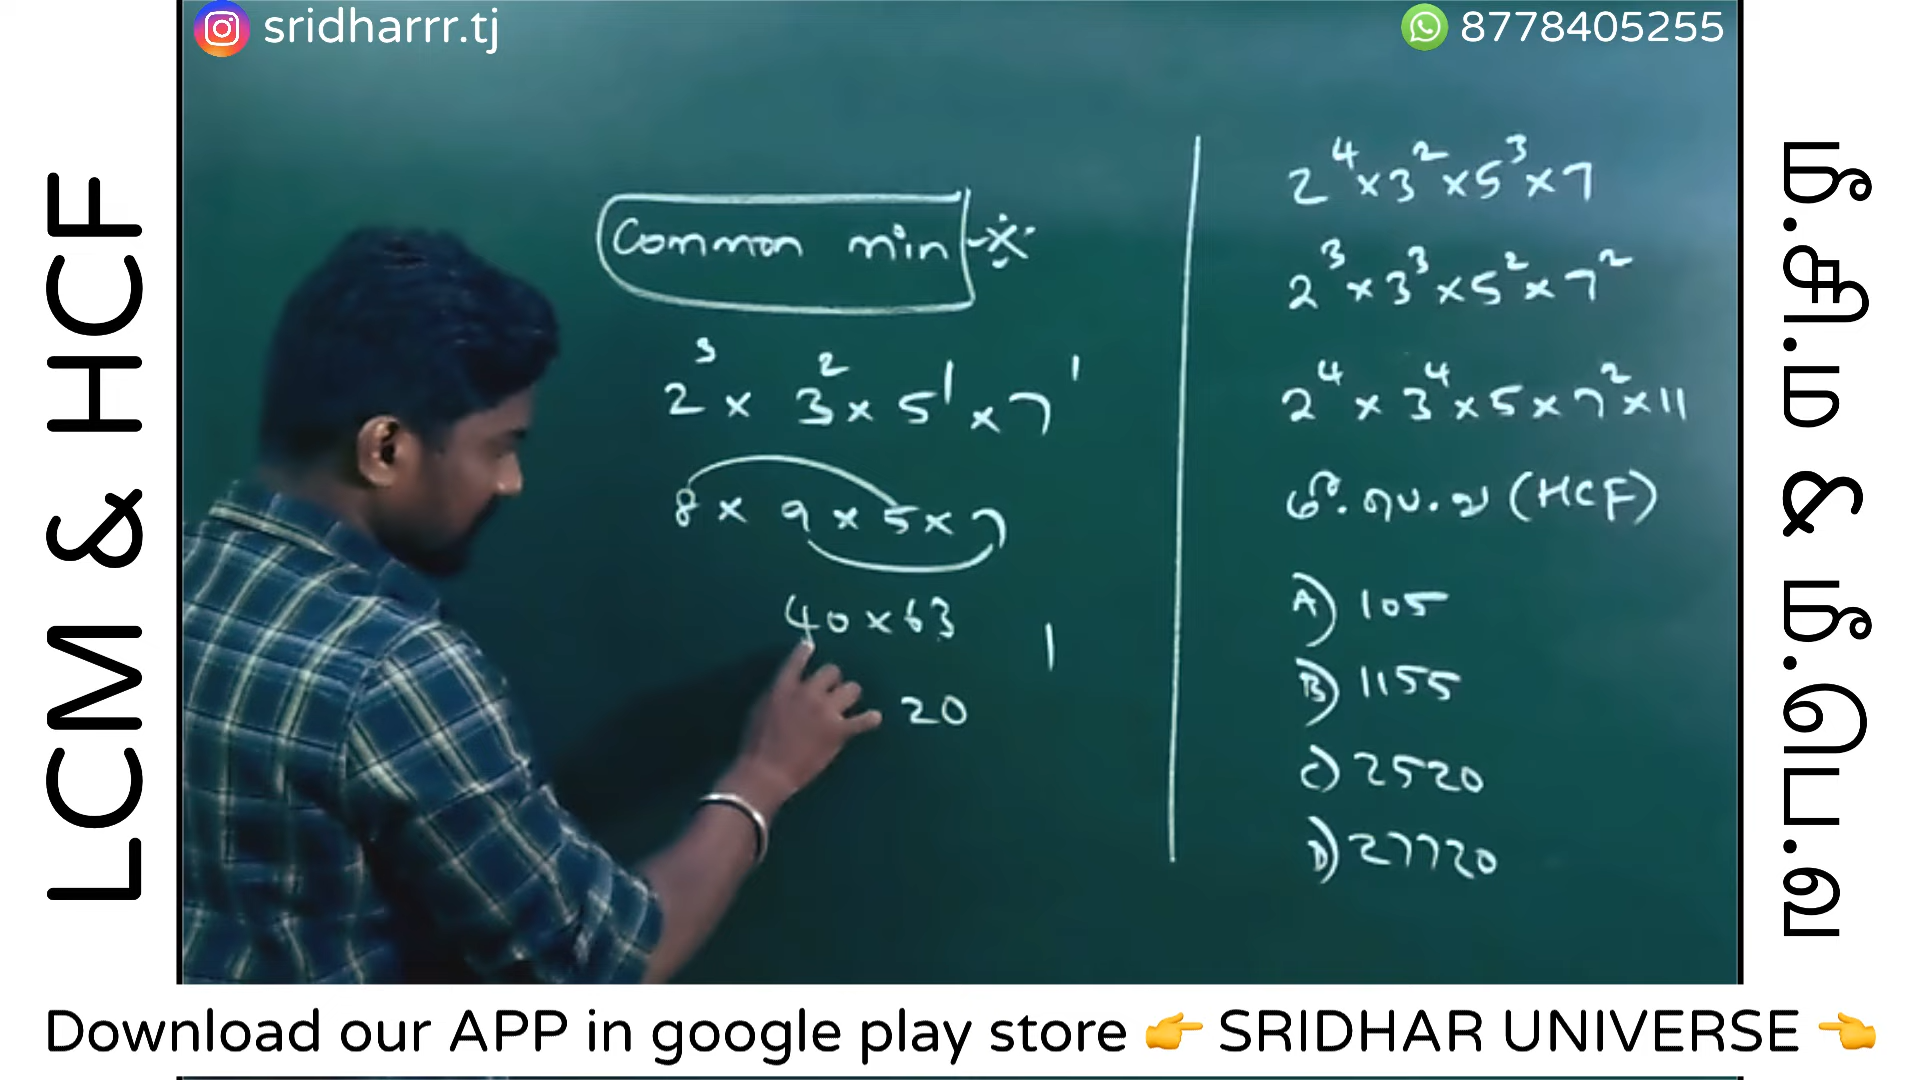 sridharrr.tj
8778405255
LCM & HCF
Common min
2³ × 3² × 5¹ × 7¹
8 × 9 × 5 × 7
40 × 63
20
2⁴ × 3² × 5³ × 7
2³ × 3³ × 5² × 7²
2⁴ × 3⁴ × 5 × 7² × 11
மீ.பெ.வ (HCF)
A) 105
B) 1155
C) 2520
D) 27720
மீ.சி.ம & மீ.பெ.வ
Download our APP in google play store 👉 SRIDHAR UNIVERSE 👈